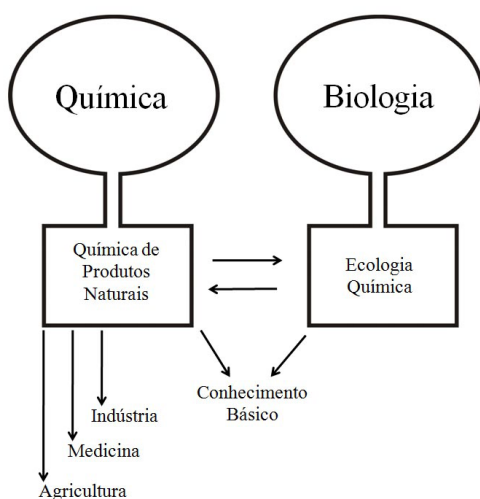 Química
Biologia
Química de
Produtos
Naturais
Ecologia
Química
Conhecimento
Básico
Indústria
Medicina
Agricultura